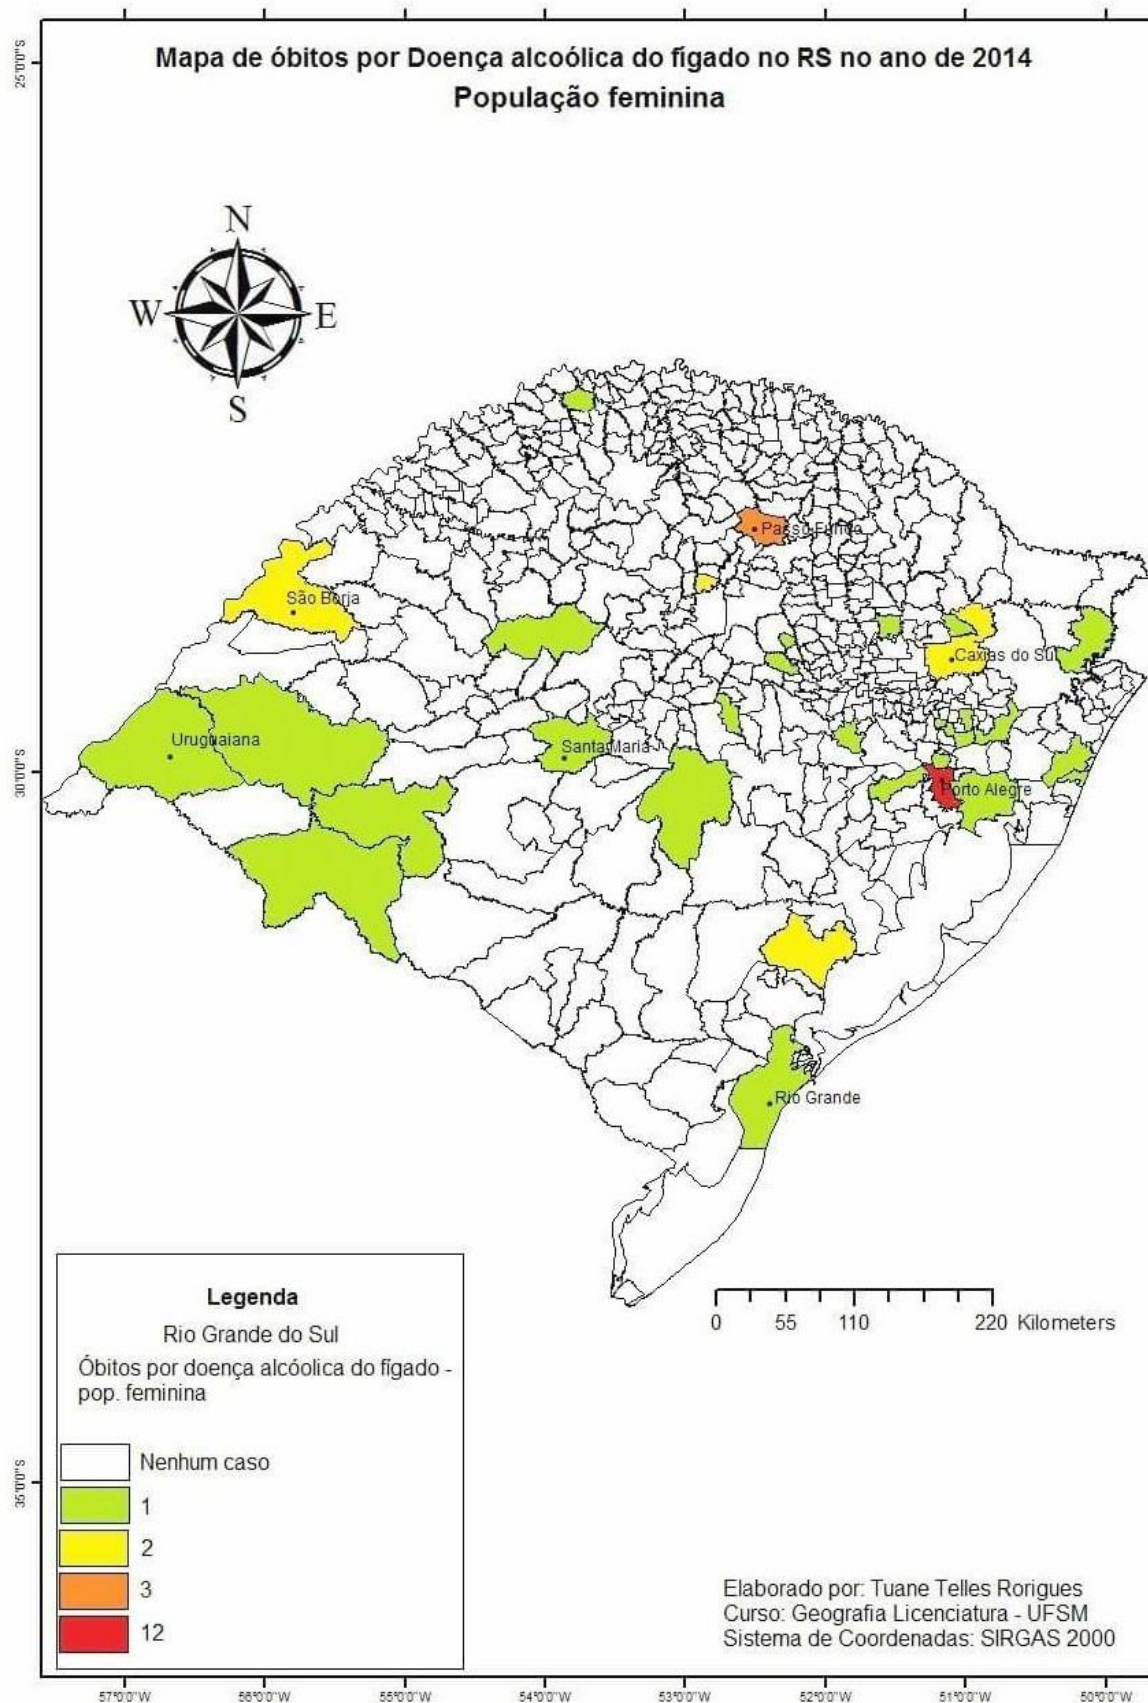 Mapa de óbitos por Doença alcoólica do fígado no RS no ano de 2014
População feminina
25°0'0"S
N
W
E
S
Passo Fundo
São Borja
Caxias do Sul
Uruguaiana
Santa Maria
30°0'0"S
Porto Alegre
Rio Grande
Legenda
Rio Grande do Sul
Óbitos por doença alcóolica do fígado -
pop. feminina
Nenhum caso
1
2
3
12
0 55 110 220 Kilometers
35°0'0"S
Elaborado por: Tuane Telles Rorigues
Curso: Geografia Licenciatura - UFSM
Sistema de Coordenadas: SIRGAS 2000
57°0'0"W 56°0'0"W 55°0'0"W 54°0'0"W 53°0'0"W 52°0'0"W 51°0'0"W 50°0'0"W